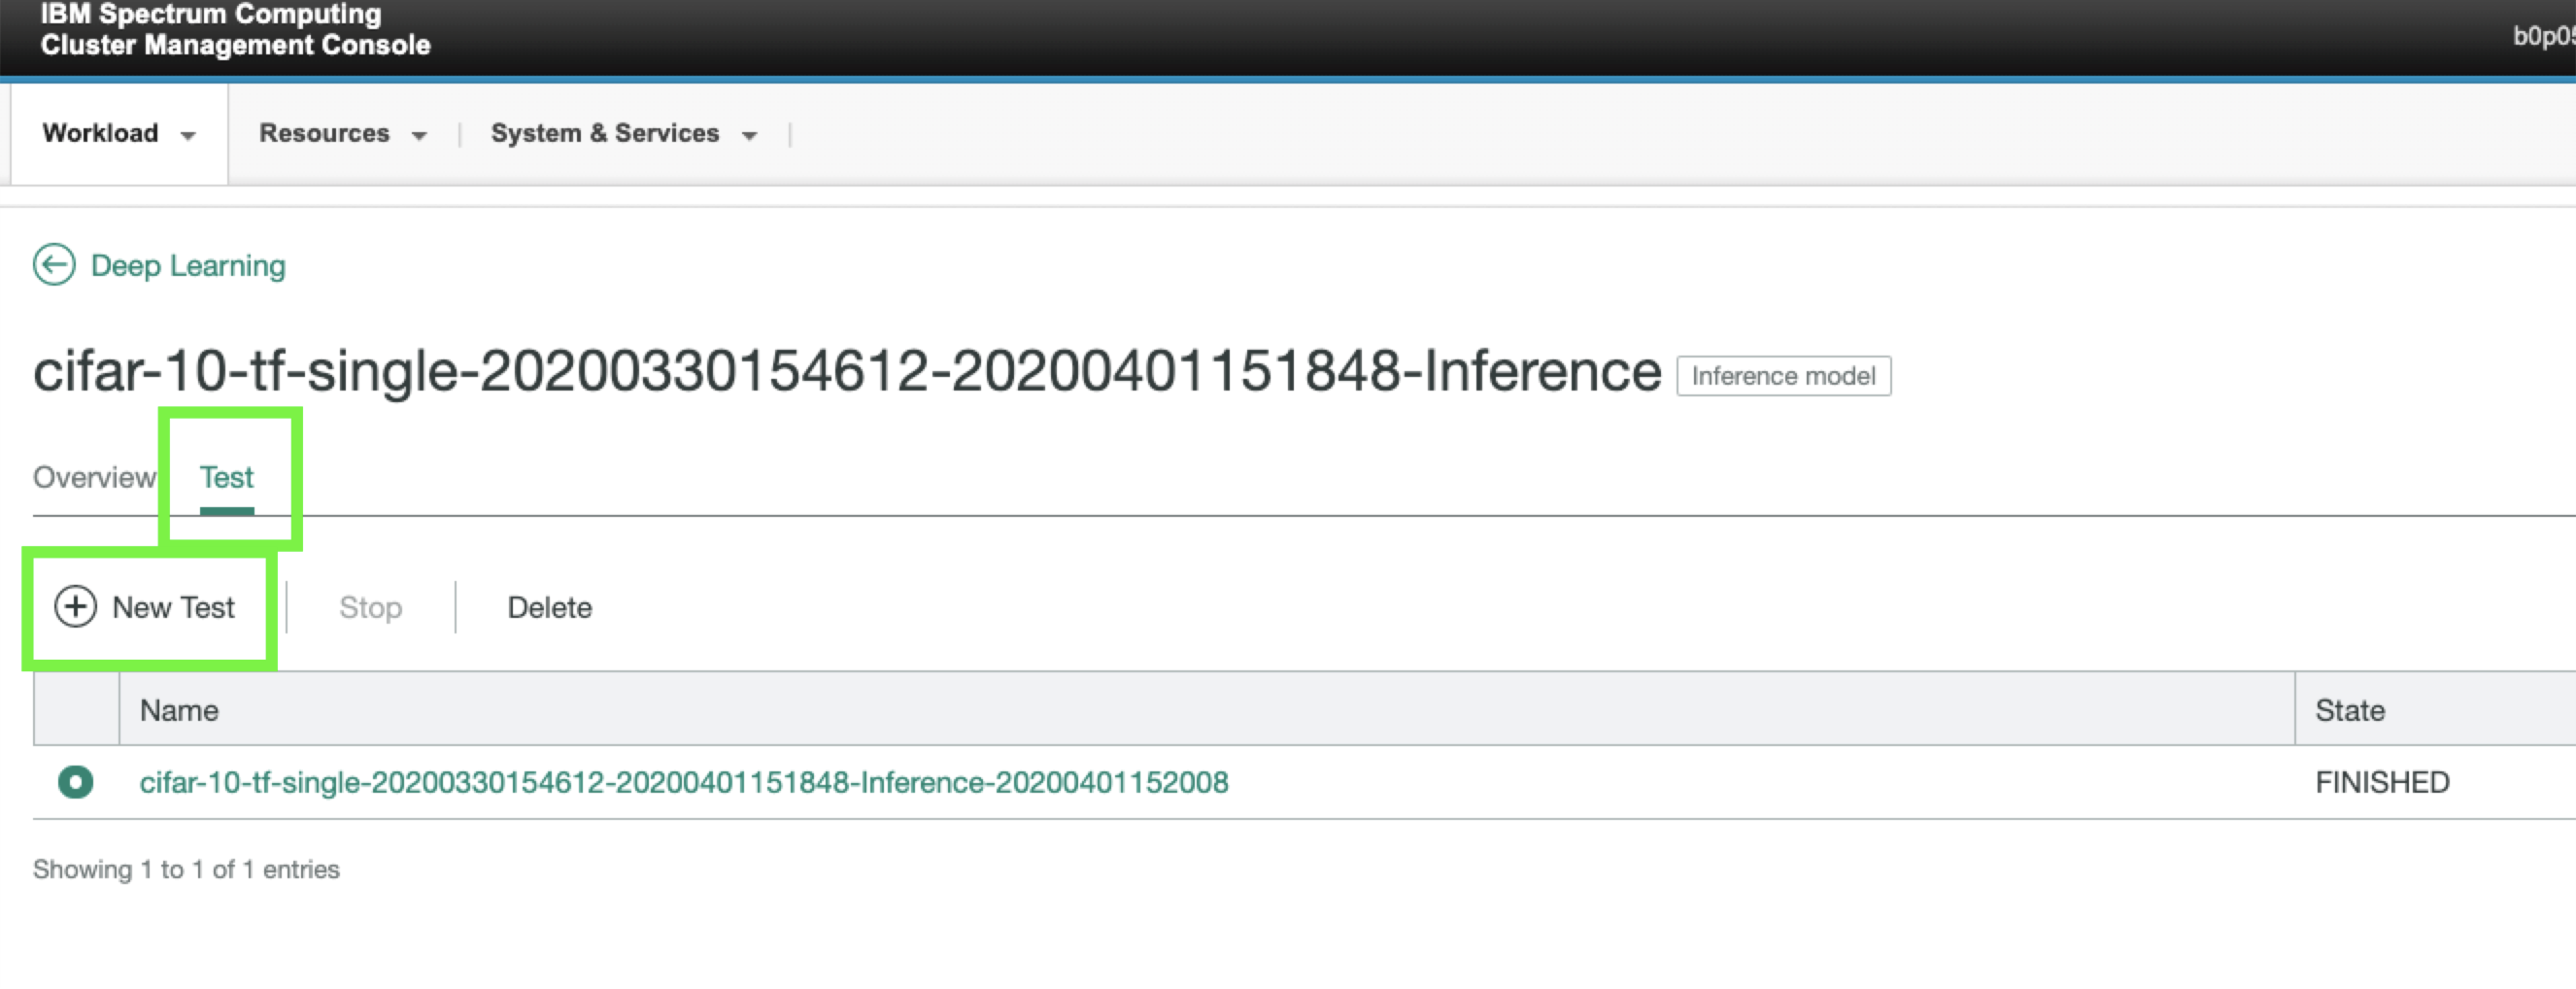 IBM Spectrum Computing
Cluster Management Console
b0p05
Workload
Resources
System & Services
Deep Learning
cifar-10-tf-single-20200330154612-20200401151848-Inference
Inference model
Overview
Test
New Test
Stop
Delete
Name
State
cifar-10-tf-single-20200330154612-20200401151848-Inference-20200401152008
FINISHED
Showing 1 to 1 of 1 entries